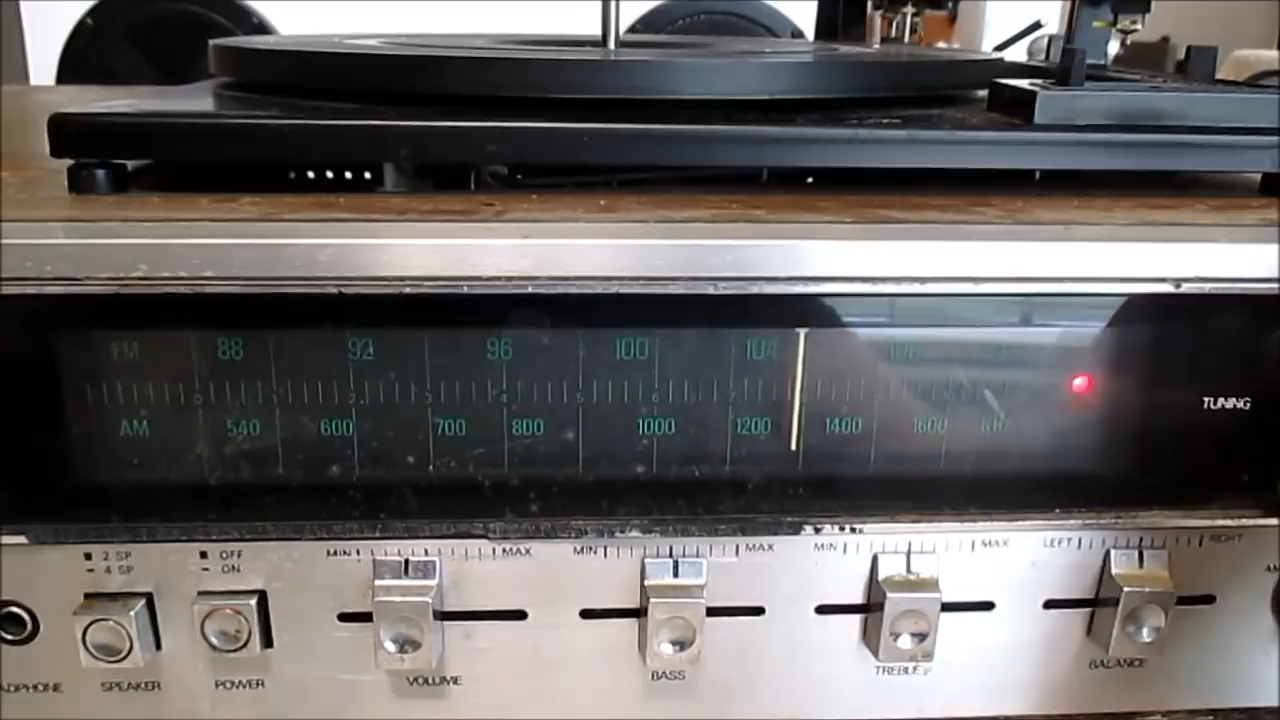 FM 88 92 96 100 104
AM 540 600 700 800 1000 1200 1400 1600 KHz
TUNING
2 SP
4 SP
OFF
ON
MIN MAX
MIN MAX
MIN MAX
LEFT RIGHT
SPEAKER
POWER
VOLUME
BASS
TREBLE
BALANCE